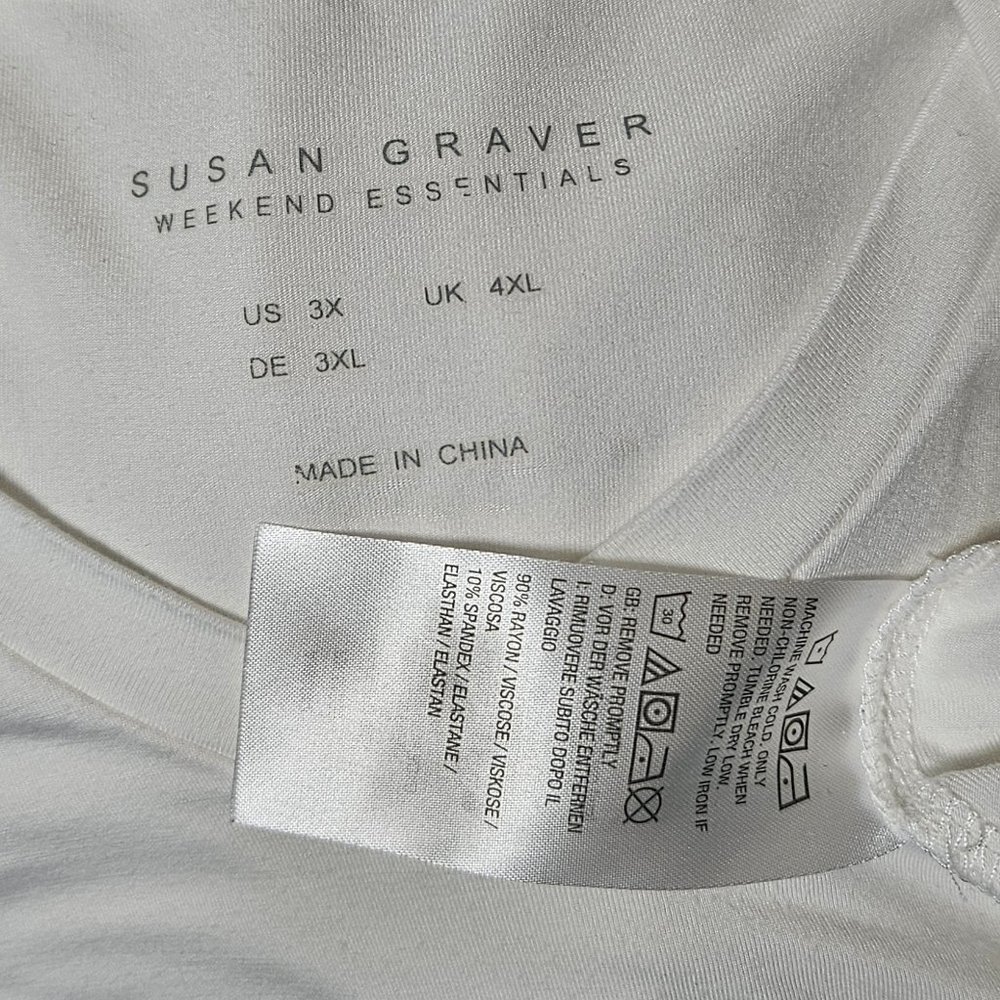 SUSAN GRAVER
WEEKEND ESSENTIALS
US 3X UK 4XL
DE 3XL
MADE IN CHINA
MACHINE WASH COLD. ONLY
NON-CHLORINE BLEACH WHEN
NEEDED. TUMBLE DRY LOW.
REMOVE PROMPTLY. LOW IRON IF
NEEDED
30
GB: REMOVE PROMPTLY
D: VOR DER WÄSCHE ENTFERNEN
I: RIMUOVERE SUBITO DOPO IL
LAVAGGIO
90% RAYON / VISCOSE / VISKOSE /
VISCOSA
10% SPANDEX / ELASTANE /
ELASTHAN / ELASTAN